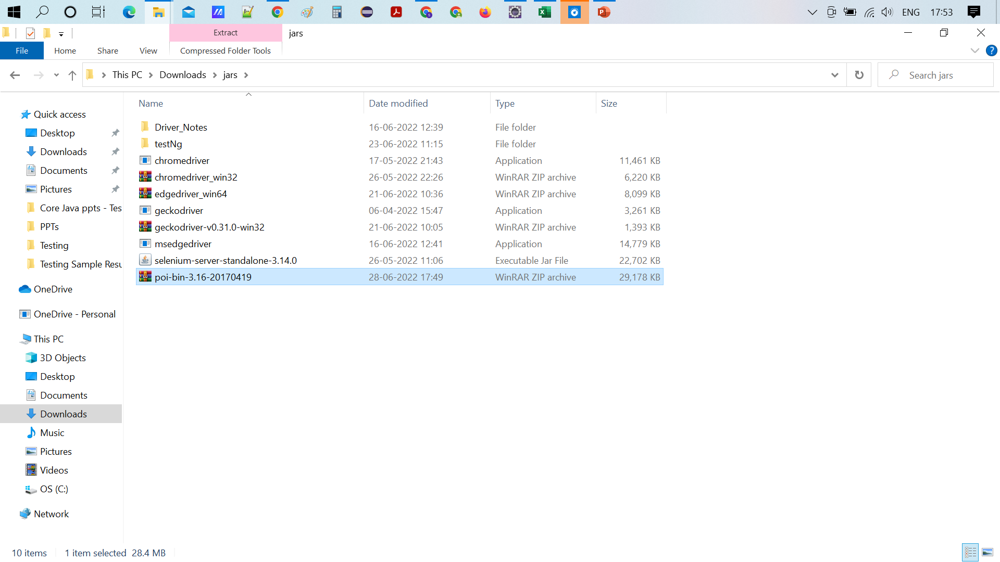 ENG 17:53
Extract jars
File Home Share View Compressed Folder Tools
This PC Downloads jars Search jars
Name Date modified Type Size
Quick access
Desktop
Downloads
Documents
Pictures
Core Java ppts - Tes
PPTs
Testing
Testing Sample Resu
OneDrive
OneDrive - Personal
This PC
3D Objects
Desktop
Documents
Downloads
Music
Pictures
Videos
OS (C:)
Network
Driver_Notes 16-06-2022 12:39 File folder
testNg 23-06-2022 11:15 File folder
chromedriver 17-05-2022 21:43 Application 11,461 KB
chromedriver_win32 26-05-2022 22:26 WinRAR ZIP archive 6,220 KB
edgedriver_win64 21-06-2022 10:36 WinRAR ZIP archive 8,099 KB
geckodriver 06-04-2022 15:47 Application 3,261 KB
geckodriver-v0.31.0-win32 21-06-2022 10:05 WinRAR ZIP archive 1,393 KB
msedgedriver 16-06-2022 12:41 Application 14,779 KB
selenium-server-standalone-3.14.0 26-05-2022 11:06 Executable Jar File 22,702 KB
poi-bin-3.16-20170419 28-06-2022 17:49 WinRAR ZIP archive 29,178 KB
10 items 1 item selected 28.4 MB